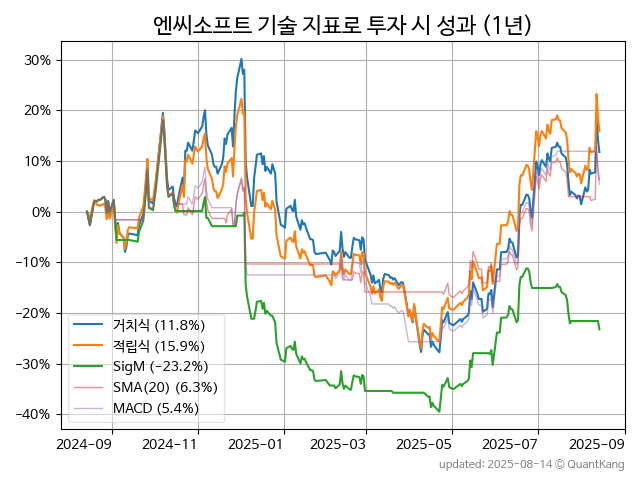 엔씨소프트 기술 지표로 투자 시 성과 (1년)
30%
20%
10%
0%
−10%
−20%
−30%
−40%
거치식 (11.8%)
적립식 (15.9%)
SigM (−23.2%)
SMA(20) (6.3%)
MACD (5.4%)
2024-09 2024-11 2025-01 2025-03 2025-05 2025-07 2025-09
updated: 2025-08-14 © QuantKang